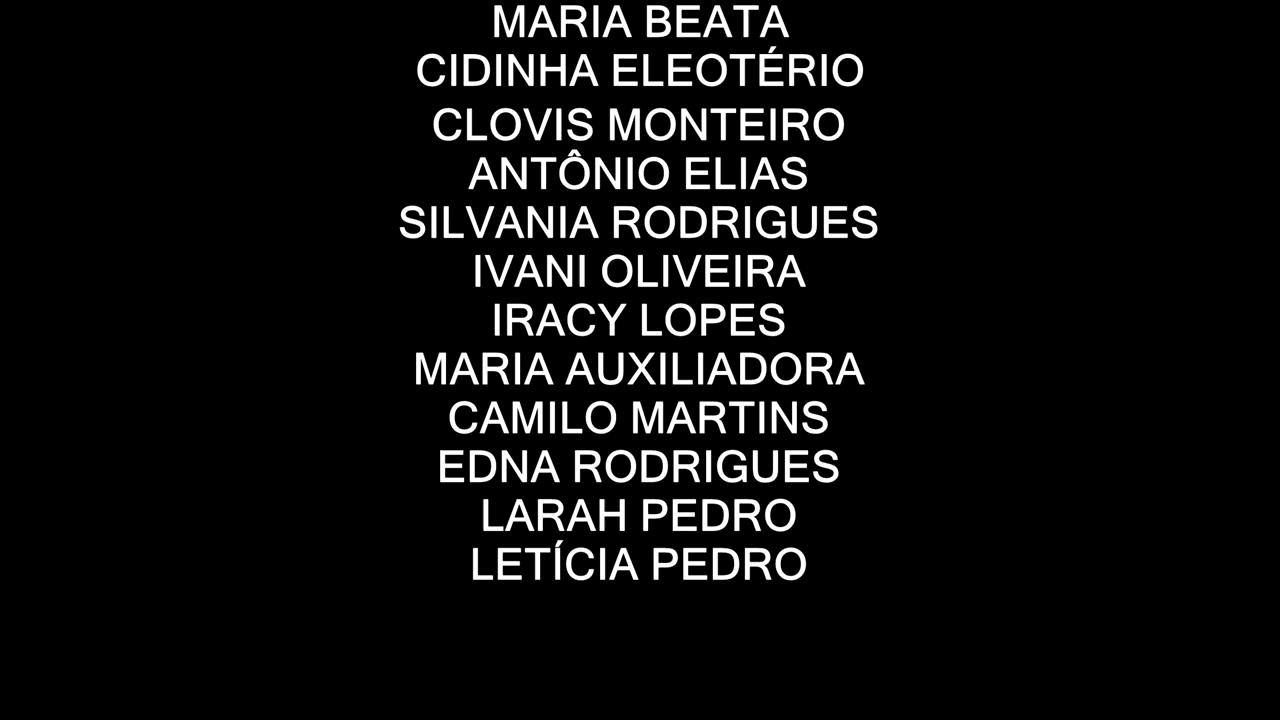 MARIA BEATA
CIDINHA ELEOTÉRIO
CLOVIS MONTEIRO
ANTÔNIO ELIAS
SILVANIA RODRIGUES
IVANI OLIVEIRA
IRACY LOPES
MARIA AUXILIADORA
CAMILO MARTINS
EDNA RODRIGUES
LARAH PEDRO
LETÍCIA PEDRO